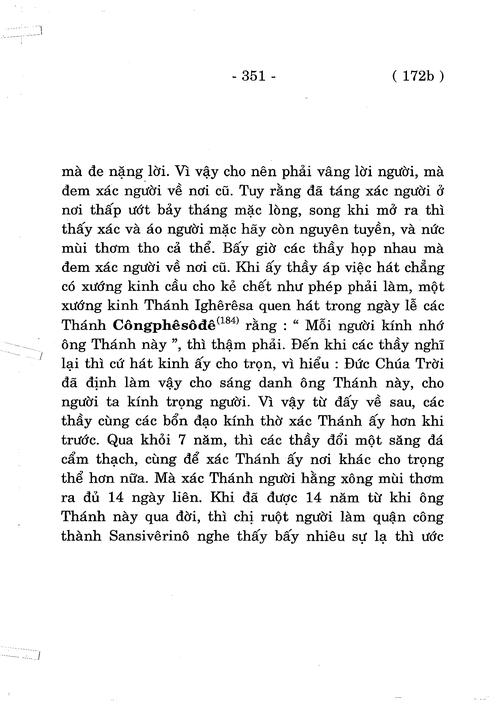 - 351 - ( 172b )
mà đe nặng lời. Vì vậy cho nên phải vâng lời người, mà
đem xác người về nơi cũ. Tuy rằng đã táng xác người ở
nơi thấp ướt bảy tháng mặc lòng, song khi mở ra thì
thấy xác và áo người mặc hãy còn nguyên tuyền, và nức
mùi thơm tho cả thể. Bấy giờ các thầy họp nhau mà
đem xác người về nơi cũ. Khi ấy thầy áp việc hát chẳng
có xướng kinh cầu cho kẻ chết như phép phải làm, một
xướng kinh Thánh Ighêrêsa quen hát trong ngày lễ các
Thánh Côngphêsôđê(184) rằng : “ Mỗi người kính nhớ
ông Thánh này ”, thì thậm phải. Đến khi các thầy nghĩ
lại thì cứ hát kinh ấy cho trọn, vì hiểu : Đức Chúa Trời
đã định làm vậy cho sáng danh ông Thánh này, cho
người ta kính trọng người. Vì vậy từ đấy về sau, các
thầy cùng các bổn đạo kính thờ xác Thánh ấy hơn khi
trước. Qua khỏi 7 năm, thì các thầy đổi một săng đá
cẩm thạch, cùng để xác Thánh ấy nơi khác cho trọng
thể hơn nữa. Mà xác Thánh người hằng xông mùi thơm
ra đủ 14 ngày liên. Khi đã được 14 năm từ khi ông
Thánh này qua đời, thì chị ruột người làm quận công
thành Sansivêrinô nghe thấy bấy nhiêu sự lạ thì ước